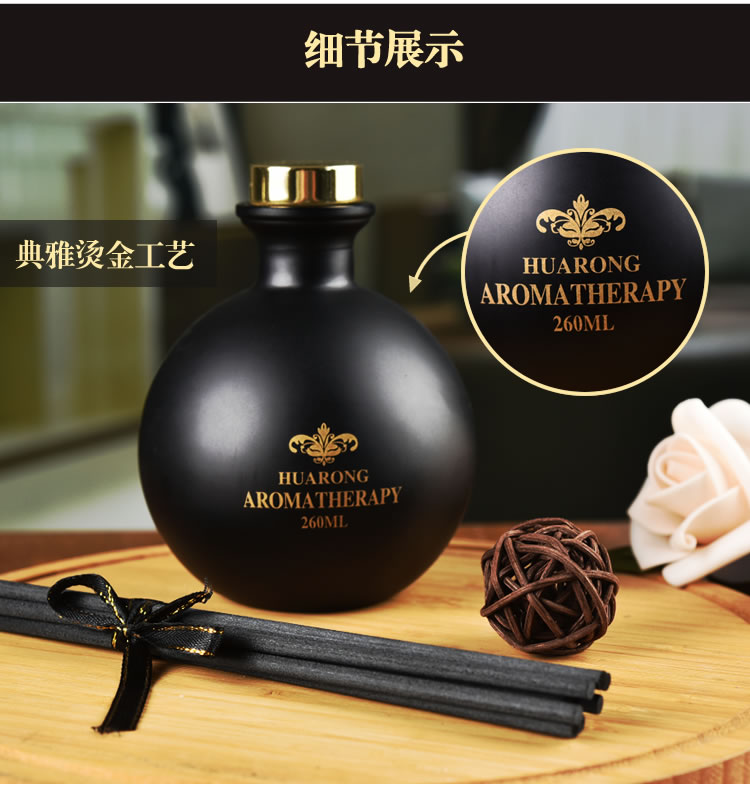 细节展示
典雅烫金工艺
HUARONG
AROMATHERAPY
260ML
HUARONG
AROMATHERAPY
260ML